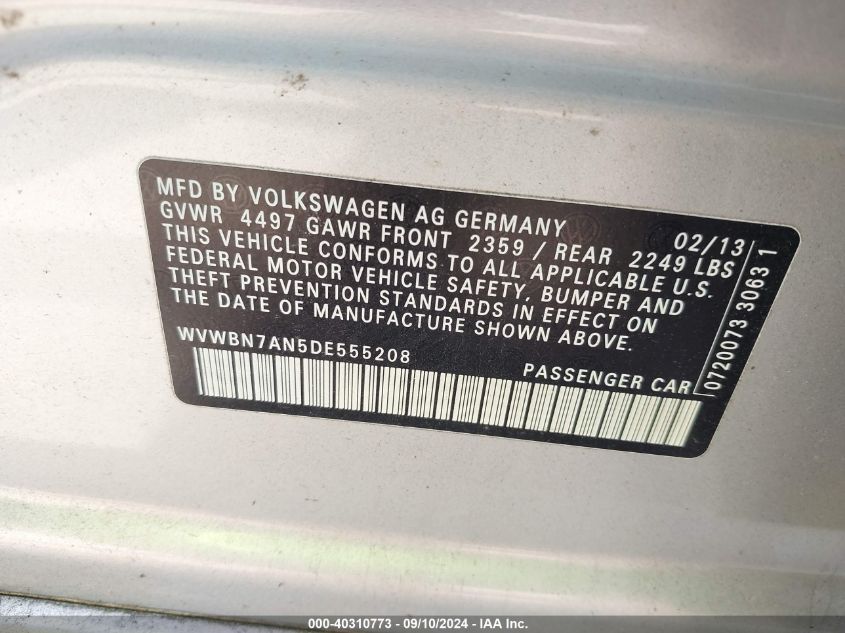 MFD BY VOLKSWAGEN AG GERMANY 02/13
GVWR 4497 GAWR FRONT 2359 / REAR 2249 LBS
THIS VEHICLE CONFORMS TO ALL APPLICABLE U.S.
FEDERAL MOTOR VEHICLE SAFETY, BUMPER AND
THEFT PREVENTION STANDARDS IN EFFECT ON
THE DATE OF MANUFACTURE SHOWN ABOVE.
WVWBN7AN5DE555208
PASSENGER CAR
0720073 3063 1
000-40310773 - 09/10/2024 - IAA Inc.